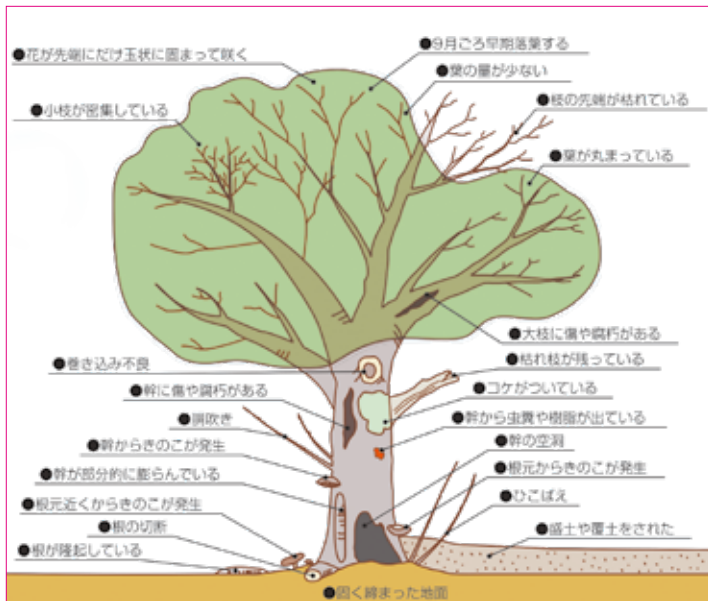 ●9月ごろ早期落葉する
●花が先端にだけ玉状に固まって咲く
●葉の量が少ない
●枝の先端が枯れている
●小枝が密集している
●葉が丸まっている
●大枝に傷や腐朽がある
●巻き込み不良
●枯れ枝が残っている
●幹に傷や腐朽がある
●コケがついている
●胴吹き
●幹から虫糞や樹脂が出ている
●幹からきのこが発生
●幹の空洞
●幹が部分的に膨らんでいる
●根元からきのこが発生
●根元近くからきのこが発生
●ひこばえ
●根の切断
●盛土や覆土をされた
●根が隆起している
●固く締まった地面